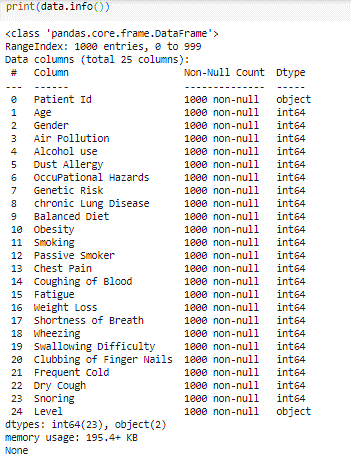 print(data.info())
<class 'pandas.core.frame.DataFrame'>
RangeIndex: 1000 entries, 0 to 999
Data columns (total 25 columns):
 #   Column                    Non-Null Count  Dtype
---  ------                    --------------  -----
 0   Patient Id                1000 non-null   object
 1   Age                       1000 non-null   int64
 2   Gender                    1000 non-null   int64
 3   Air Pollution             1000 non-null   int64
 4   Alcohol use               1000 non-null   int64
 5   Dust Allergy              1000 non-null   int64
 6   OccuPational Hazards      1000 non-null   int64
 7   Genetic Risk              1000 non-null   int64
 8   chronic Lung Disease      1000 non-null   int64
 9   Balanced Diet             1000 non-null   int64
 10  Obesity                   1000 non-null   int64
 11  Smoking                   1000 non-null   int64
 12  Passive Smoker            1000 non-null   int64
 13  Chest Pain                1000 non-null   int64
 14  Coughing of Blood         1000 non-null   int64
 15  Fatigue                   1000 non-null   int64
 16  Weight Loss               1000 non-null   int64
 17  Shortness of Breath       1000 non-null   int64
 18  Wheezing                  1000 non-null   int64
 19  Swallowing Difficulty     1000 non-null   int64
 20  Clubbing of Finger Nails  1000 non-null   int64
 21  Frequent Cold             1000 non-null   int64
 22  Dry Cough                 1000 non-null   int64
 23  Snoring                   1000 non-null   int64
 24  Level                     1000 non-null   object
dtypes: int64(23), object(2)
memory usage: 195.4+ KB
None